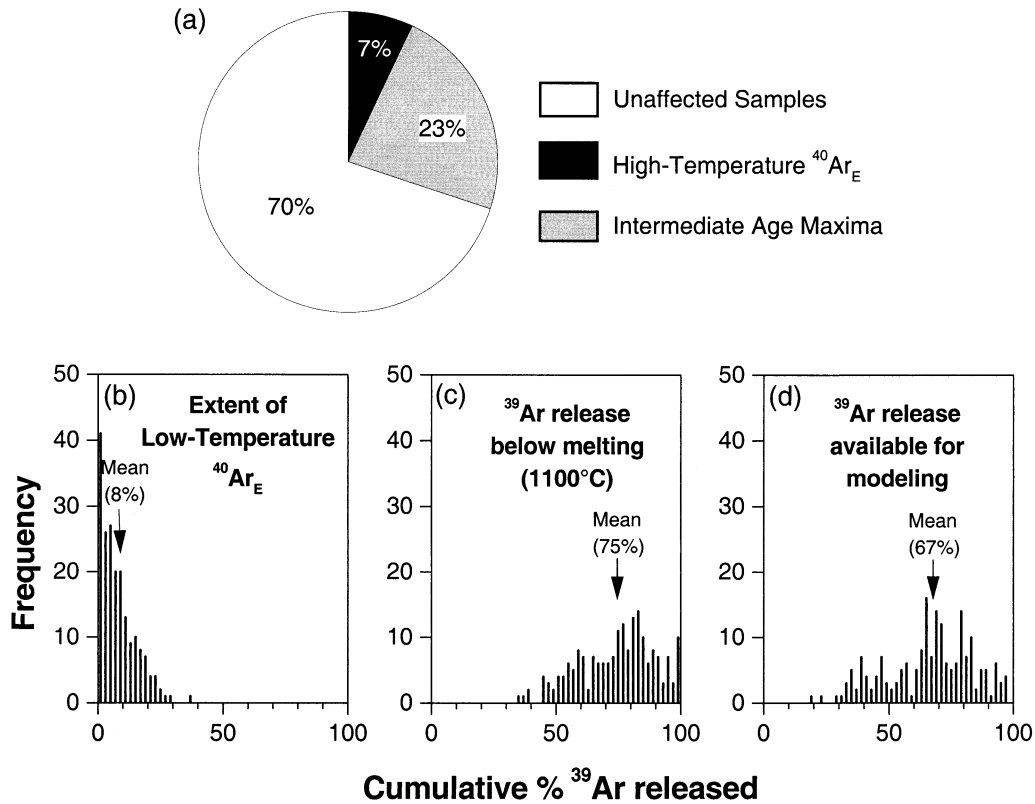 (a)
7%
23%
70%
Unaffected Samples
High-Temperature ⁴⁰Ar_E
Intermediate Age Maxima
Frequency
(b)
Extent of
Low-Temperature
⁴⁰Ar_E
Mean
(8%)
50
40
30
20
10
0
0 50 100
(c)
³⁹Ar release
below melting
(1100°C)
Mean
(75%)
50
40
30
20
10
0
0 50 100
(d)
³⁹Ar release
available for
modeling
Mean
(67%)
50
40
30
20
10
0
0 50 100
Cumulative % ³⁹Ar released